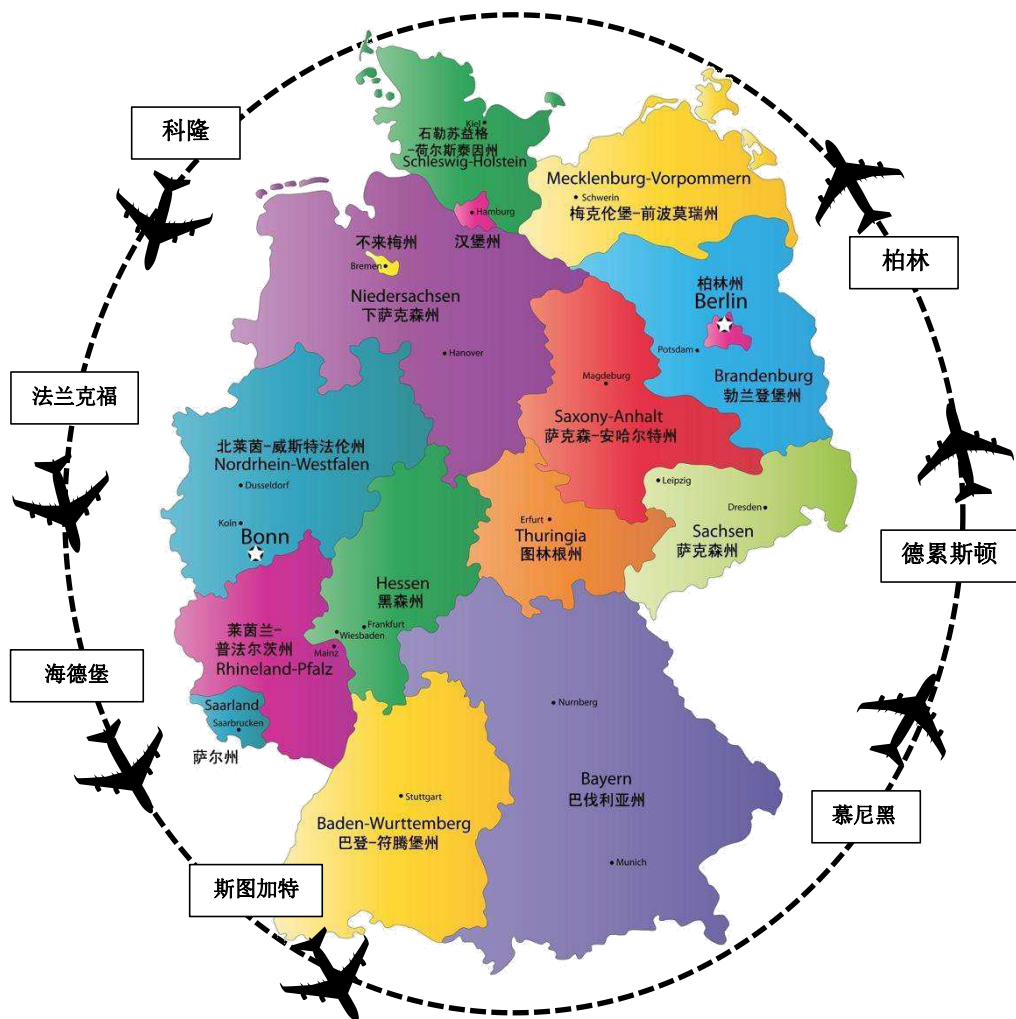 科隆
Kiel
石勒苏益格
-荷尔斯泰因州
Schleswig-Holstein
Mecklenburg-Vorpommern
Schwerin
梅克伦堡-前波莫瑞州
Hamburg
汉堡州
不来梅州
Bremen
柏林
柏林州
Berlin
Niedersachsen
下萨克森州
Hanover
Potsdam
Magdeburg
Brandenburg
勃兰登堡州
法兰克福
Saxony-Anhalt
萨克森-安哈尔特州
北莱茵-威斯特法伦州
Nordrhein-Westfalen
Dusseldorf
Leipzig
Dresden
Koln
Bonn
Erfurt
Thuringia
图林根州
Sachsen
萨克森州
德累斯顿
Hessen
黑森州
Frankfurt
Wiesbaden
Mainz
莱茵兰-
普法尔茨州
Rhineland-Pfalz
海德堡
Saarland
Saarbrucken
萨尔州
Nurnberg
Bayern
巴伐利亚州
Stuttgart
Baden-Wurttemberg
巴登-符腾堡州
慕尼黑
Munich
斯图加特